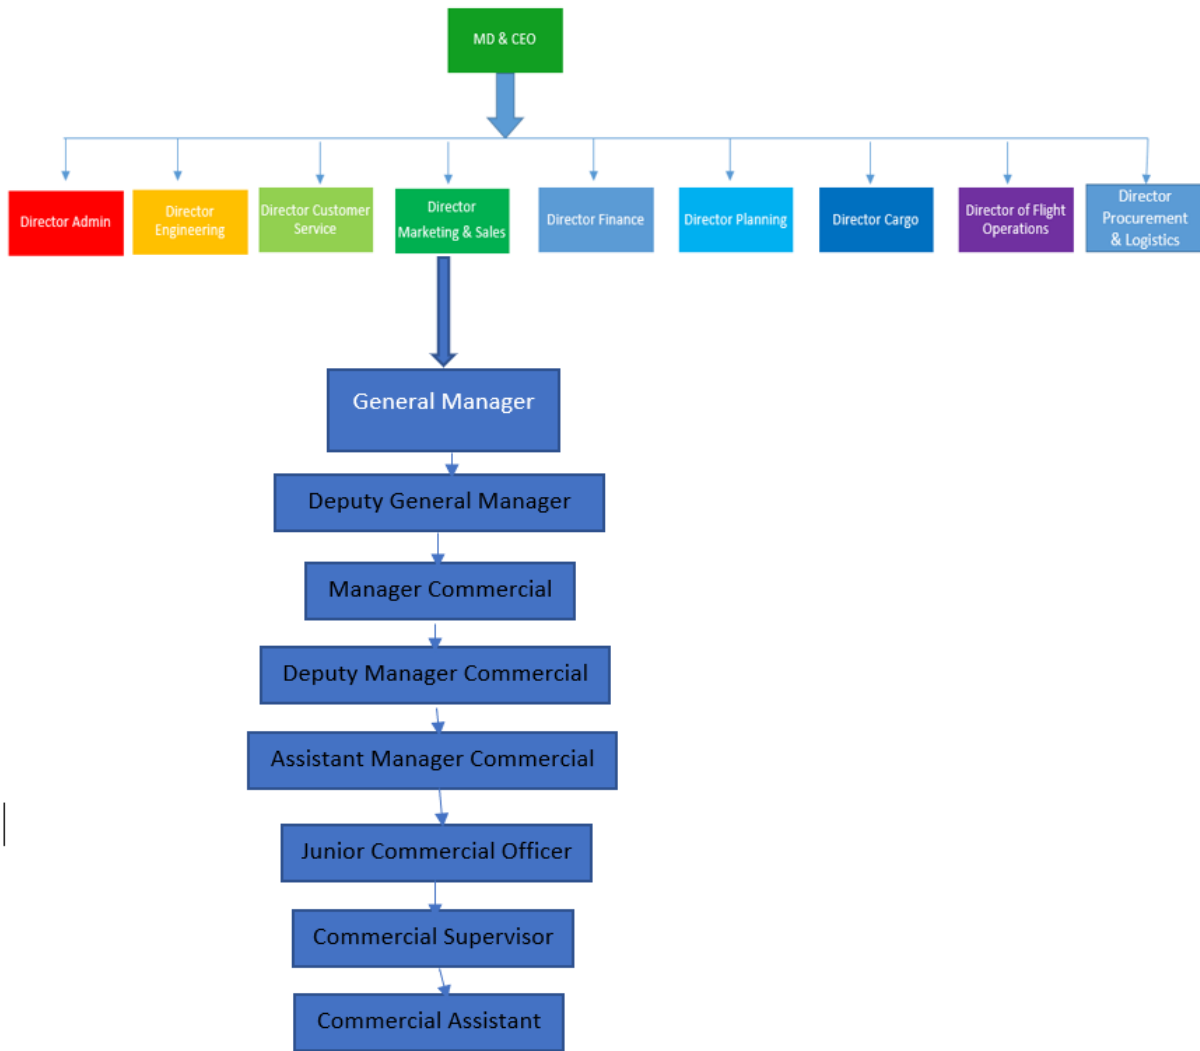 MD & CEO
Director Admin
Director
Engineering
Director Customer
Service
Director
Marketing & Sales
Director Finance
Director Planning
Director Cargo
Director of Flight
Operations
Director
Procurement
& Logistics
General Manager
Deputy General Manager
Manager Commercial
Deputy Manager Commercial
Assistant Manager Commercial
Junior Commercial Officer
Commercial Supervisor
Commercial Assistant